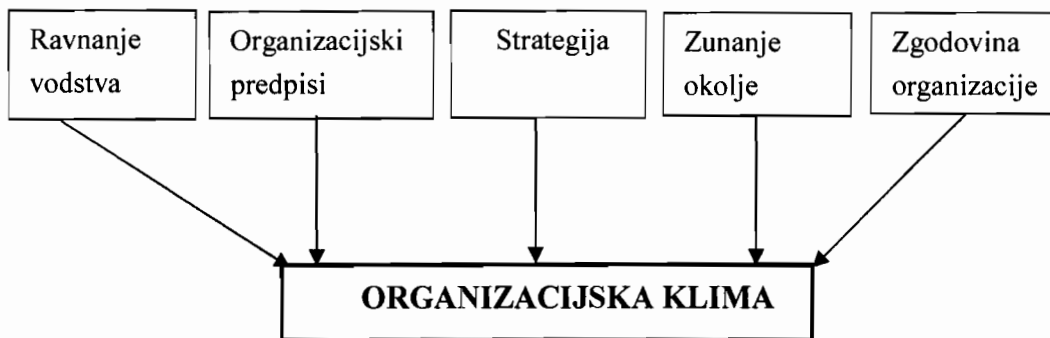 Ravnanje
vodstva
Organizacijski
predpisi
Strategija
Zunanje
okolje
Zgodovina
organizacije
ORGANIZACIJSKA KLIMA